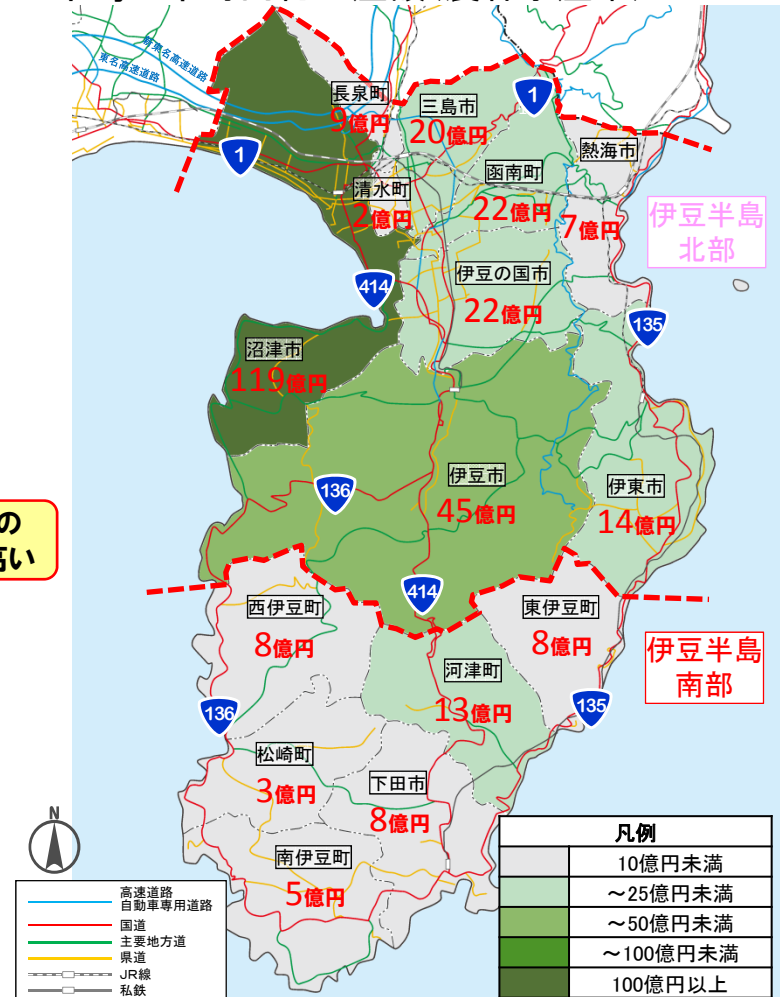 新東名高速道路
東名高速道路
長泉町
9億円
三島市
20億円
1
熱海市
7億円
1
清水町
2億円
函南町
22億円
伊豆半島
北部
414
伊豆の国市
22億円
135
沼津市
119億円
136
伊豆市
45億円
伊東市
14億円
の
高い
414
西伊豆町
8億円
東伊豆町
8億円
伊豆半島
南部
河津町
13億円
136
135
松崎町
3億円
下田市
8億円
南伊豆町
5億円
N
高速道路
自動車専用道路
国道
主要地方道
県道
JR線
私鉄
凡例
10億円未満
~25億円未満
~50億円未満
~100億円未満
100億円以上